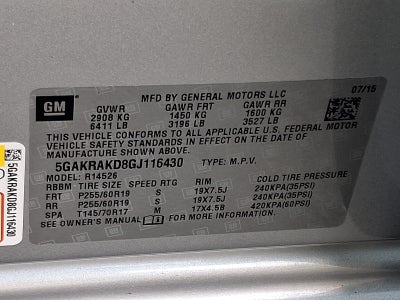 GM
MFD BY GENERAL MOTORS LLC
07/15
GVWR GAWR FRT GAWR RR
2908 KG 1450 KG 1600 KG
6411 LB 3196 LB 3527 LB
THIS VEHICLE CONFORMS TO ALL APPLICABLE U.S. FEDERAL MOTOR
VEHICLE SAFETY STANDARDS IN EFFECT ON THE DATE OF
MANUFACTURE SHOWN ABOVE.
5GAKRAKD8GJ116430 TYPE: M.P.V.
MODEL: R14526
RBBM TIRE SIZE SPEED RTG RIM COLD TIRE PRESSURE
FRT P255/60R19 S 19X7.5J 240KPA(35PSI)
RR P255/60R19 S 19X7.5J 240KPA(35PSI)
SPA T145/70R17 M 17X4.5B 420KPA(60PSI)
SEE OWNER'S MANUAL FOR MORE INFORMATION.
5GAKRAKD8GJ116430